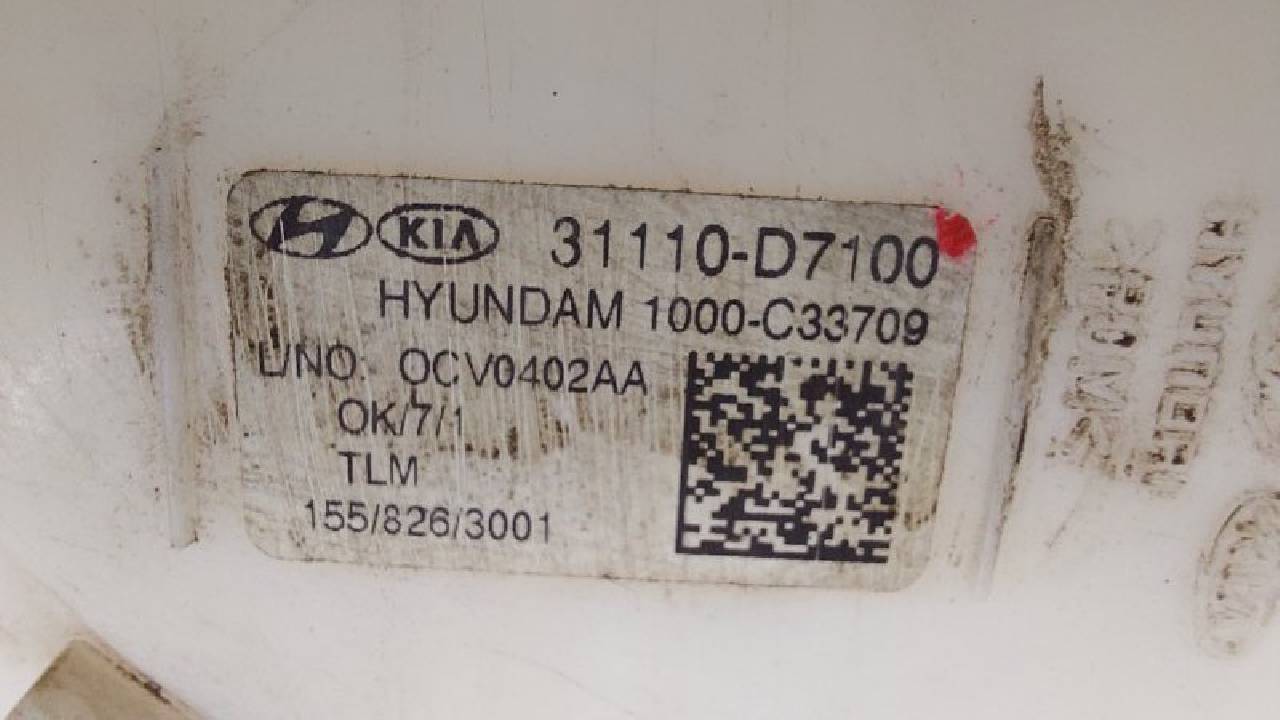 KIA 31110-D7100
HYUNDAM 1000-C33709
L/NO: OCV0402AA
OK/7/1
TLM
155/826/3001